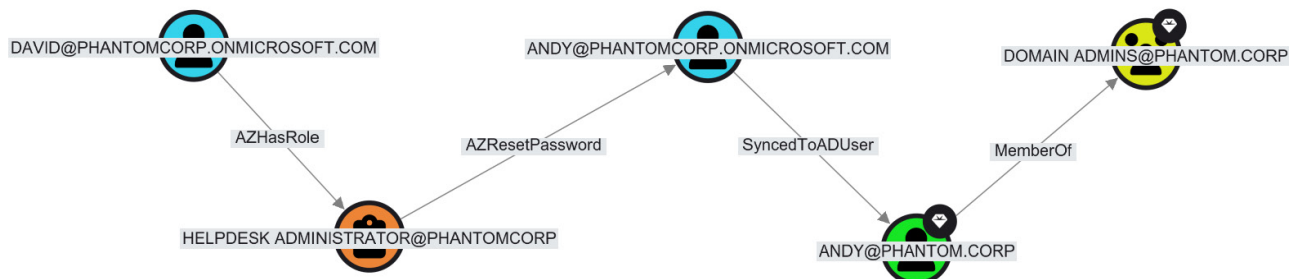 DAVID@PHANTOMCORP.ONMICROSOFT.COM
ANDY@PHANTOMCORP.ONMICROSOFT.COM
DOMAIN ADMINS@PHANTOM.CORP
AZHasRole
AZResetPassword
SyncedToADUser
MemberOf
HELPDESK ADMINISTRATOR@PHANTOMCORP
ANDY@PHANTOM.CORP